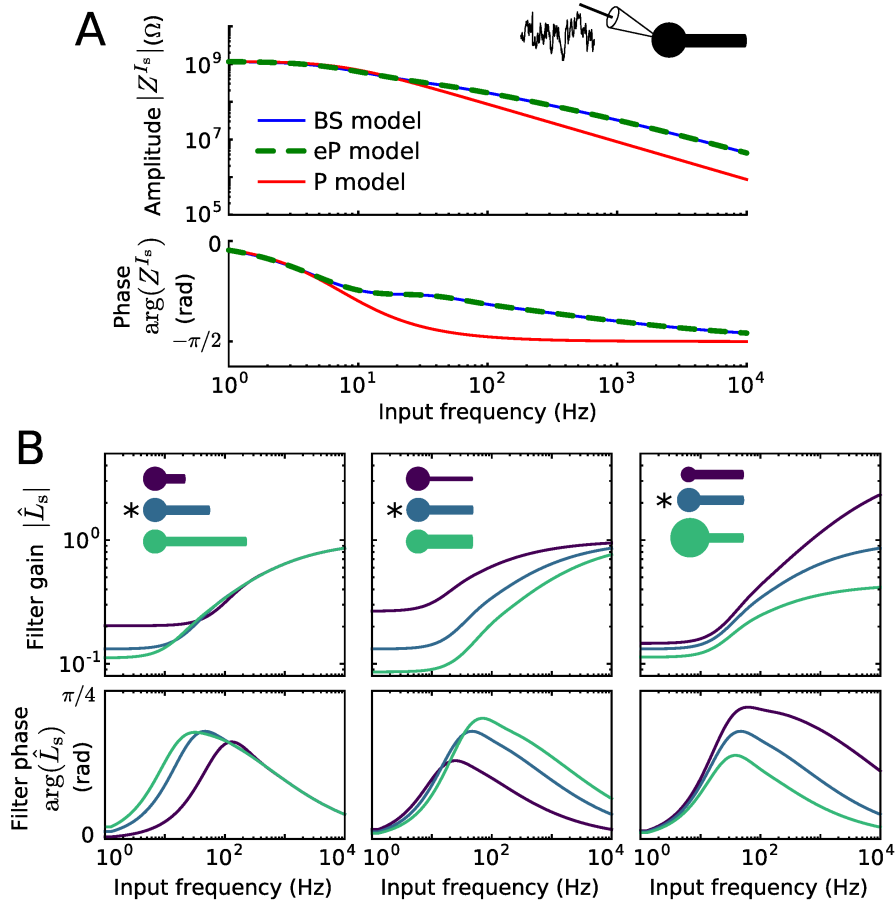 A
Amplitude |Z^{I_s}|(Ω)
10^9
10^7
10^5
BS model
eP model
P model
Phase
arg(Z^{I_s})
(rad)
0
−π/2
10^0 10^1 10^2 10^3 10^4
Input frequency (Hz)
B
Filter gain |L̂_s|
10^0
10^-1
*
*
*
Filter phase
arg(L̂_s)
(rad)
π/4
0
10^0 10^2 10^4 10^0 10^2 10^4 10^0 10^2 10^4
Input frequency (Hz) Input frequency (Hz) Input frequency (Hz)